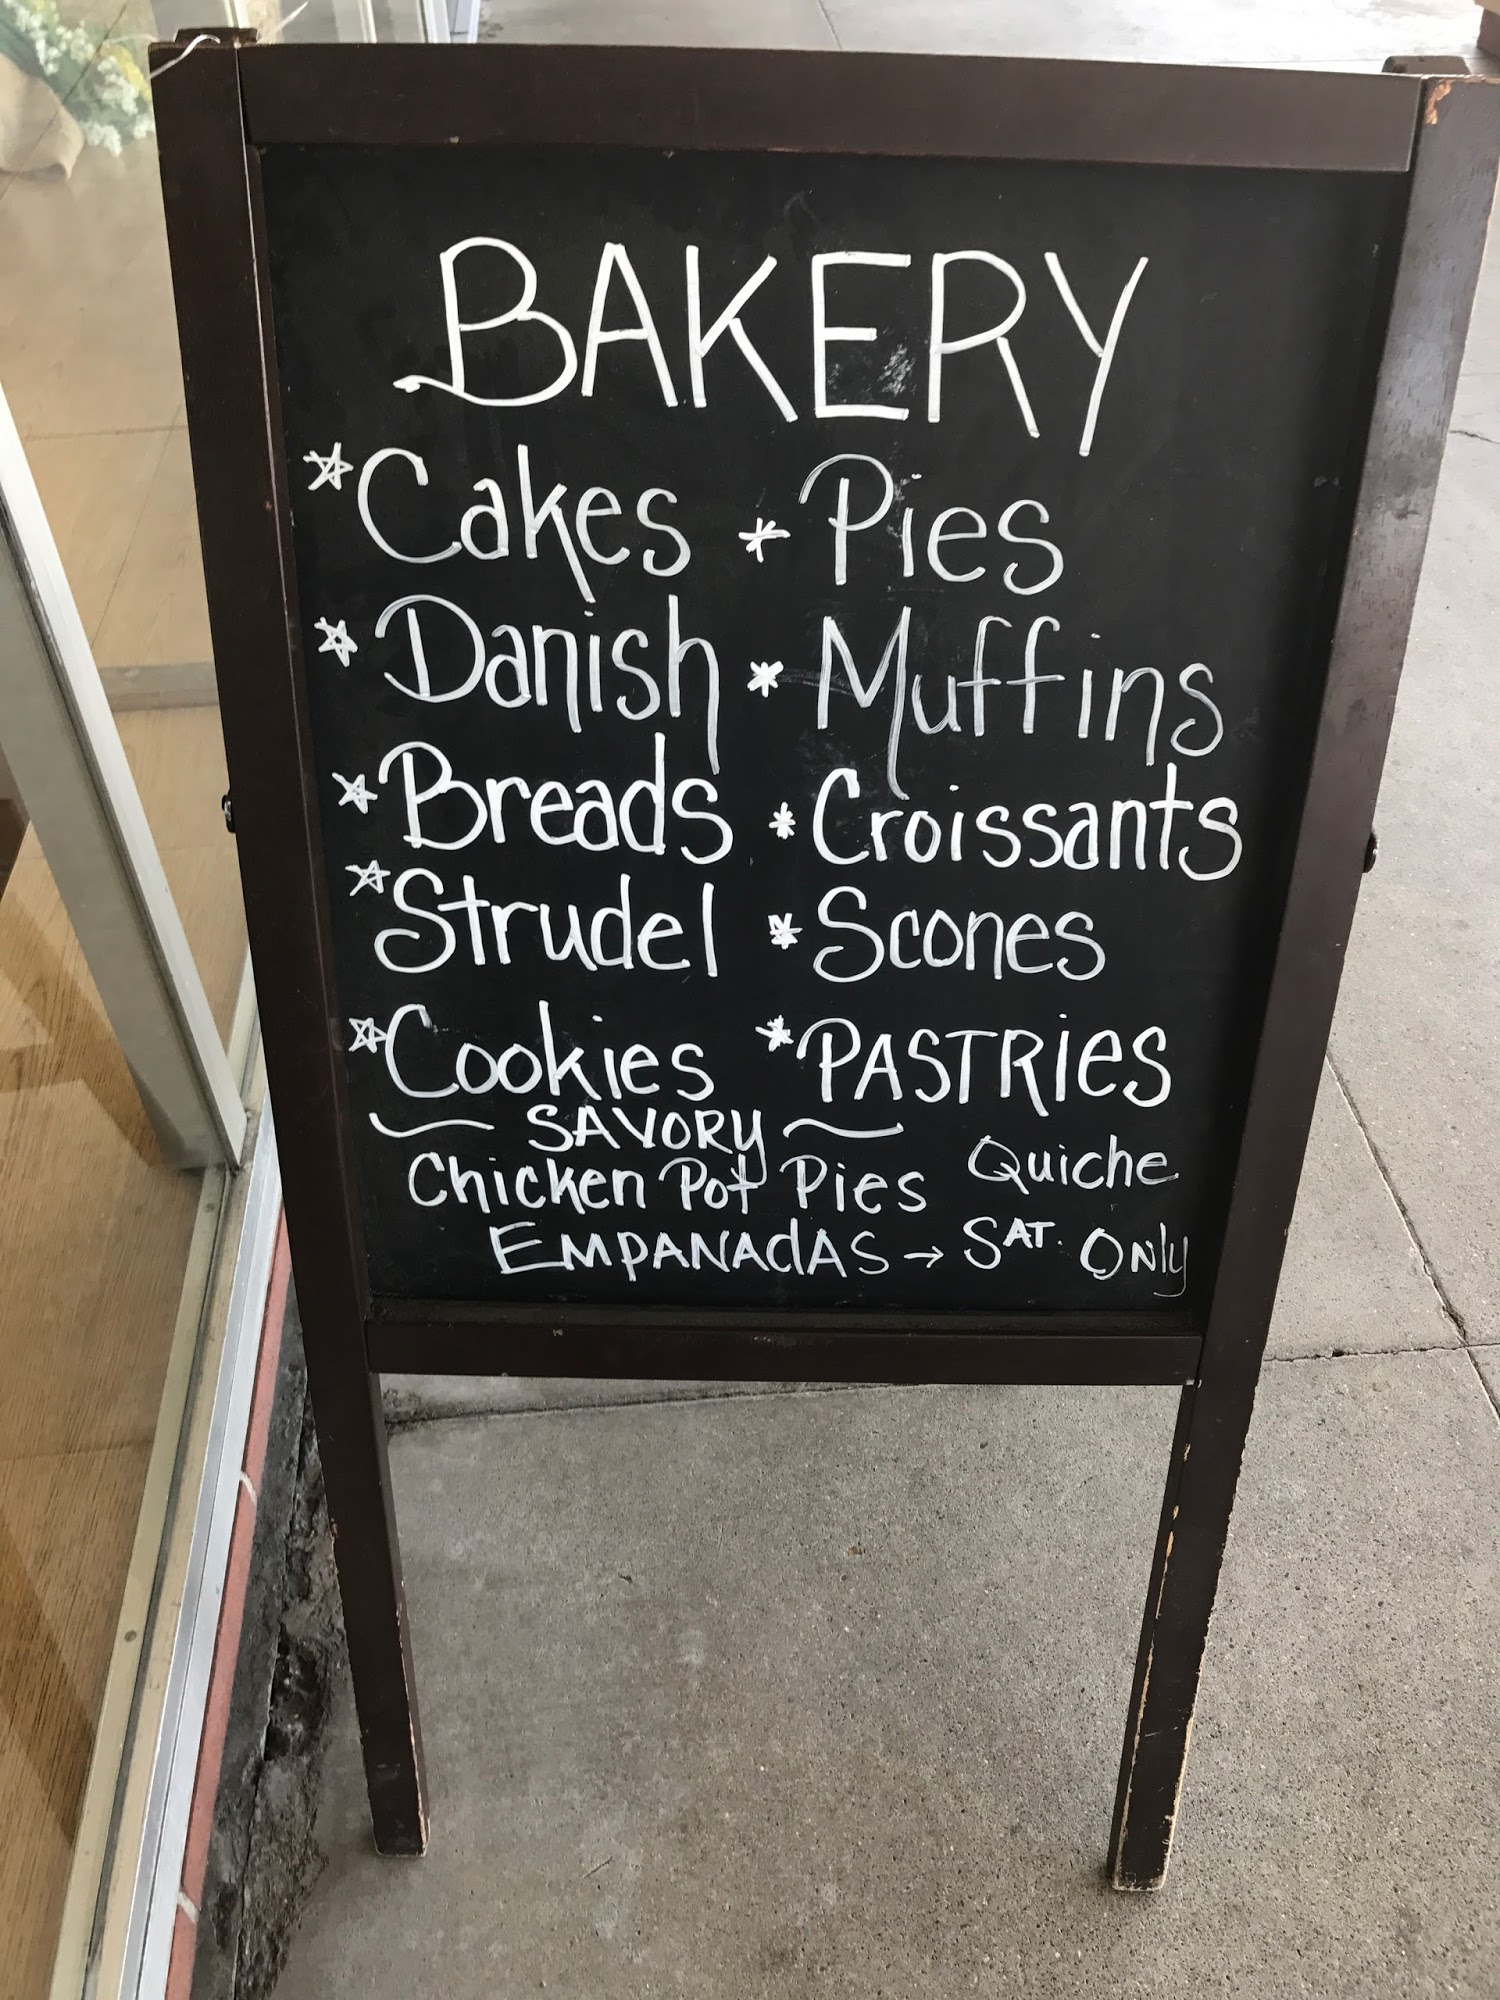 BAKERY
*Cakes * Pies
*Danish * Muffins
*Breads * Croissants
*Strudel * Scones
*Cookies * PASTRieS
~ SAVORY ~
Chicken Pot Pies Quiche
EMPANAdAS → SAT. ONly